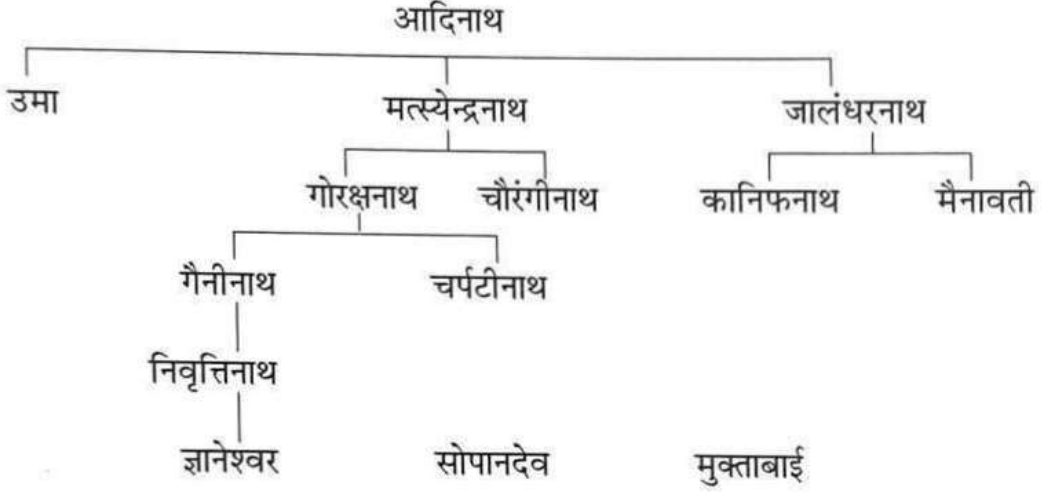 आदिनाथ
उमा मत्स्येन्द्रनाथ जालंधरनाथ
गोरक्षनाथ चौरंगीनाथ कानिफनाथ मैनावती
गैनीनाथ चर्पटीनाथ
निवृत्तिनाथ
ज्ञानेश्वर सोपानदेव मुक्ताबाई